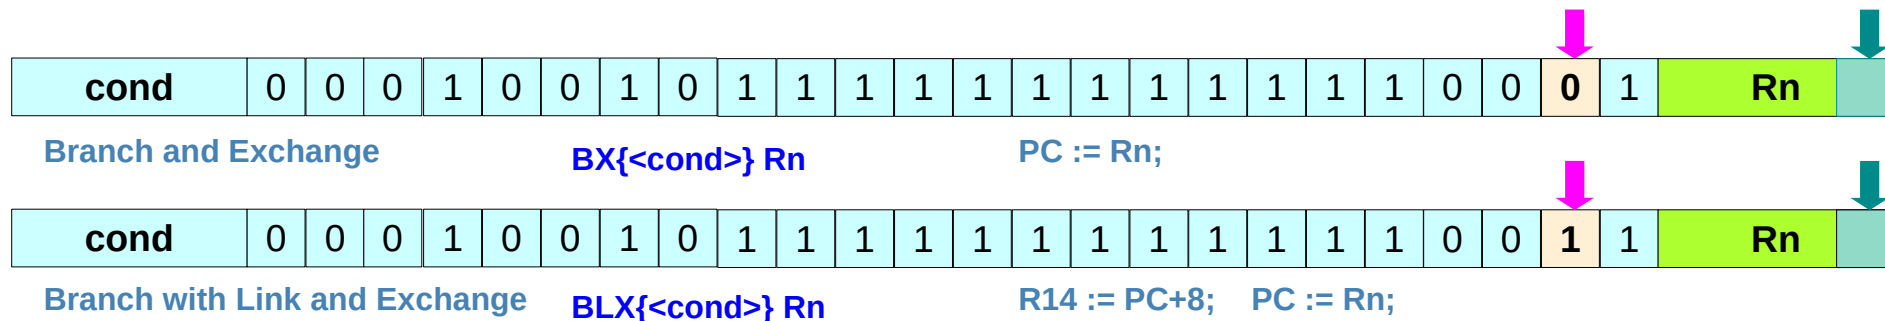 cond 0 0 0 1 0 0 1 0 1 1 1 1 1 1 1 1 1 1 1 1 0 0 0 1 Rn
Branch and Exchange BX{<cond>} Rn PC := Rn;
cond 0 0 0 1 0 0 1 0 1 1 1 1 1 1 1 1 1 1 1 1 0 0 1 1 Rn
Branch with Link and Exchange BLX{<cond>} Rn R14 := PC+8; PC := Rn;